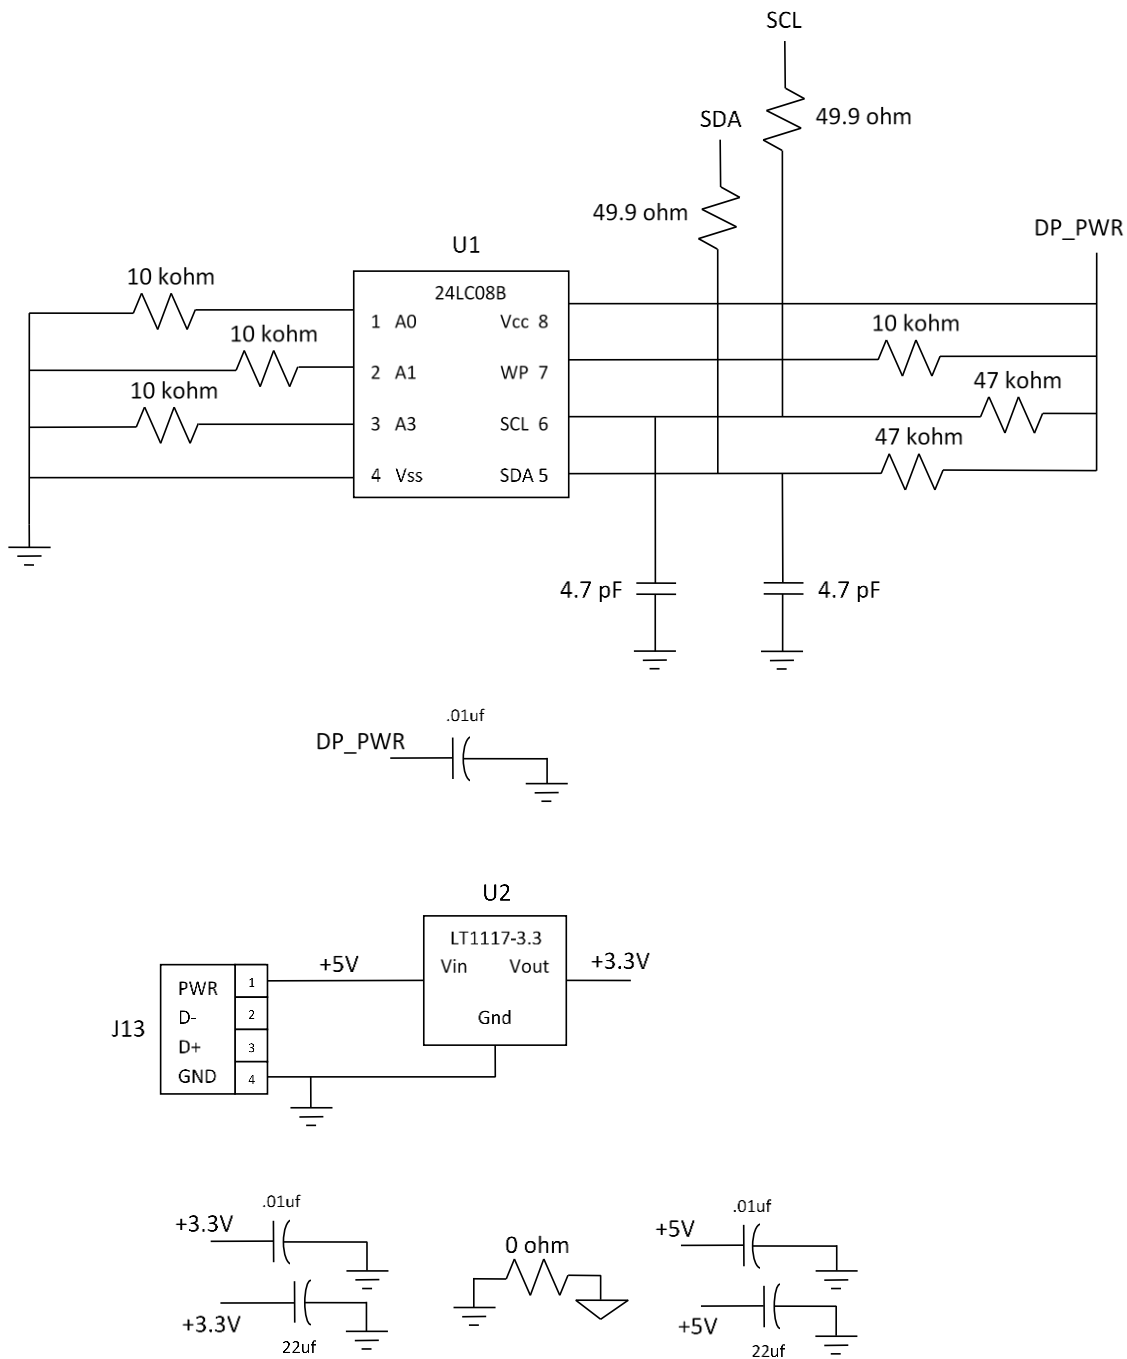 SCL
49.9 ohm
SDA
49.9 ohm
DP_PWR
U1
10 kohm
24LC08B
1 A0 Vcc 8
10 kohm
10 kohm
2 A1 WP 7
47 kohm
10 kohm
3 A3 SCL 6
47 kohm
4 Vss SDA 5
4.7 pF
4.7 pF
.01uf
DP_PWR
U2
LT1117-3.3
+5V
Vin Vout
+3.3V
PWR 1
D- 2
Gnd
J13
D+ 3
GND 4
.01uf
+3.3V
.01uf
+5V
0 ohm
+3.3V
22uf
+5V
22uf